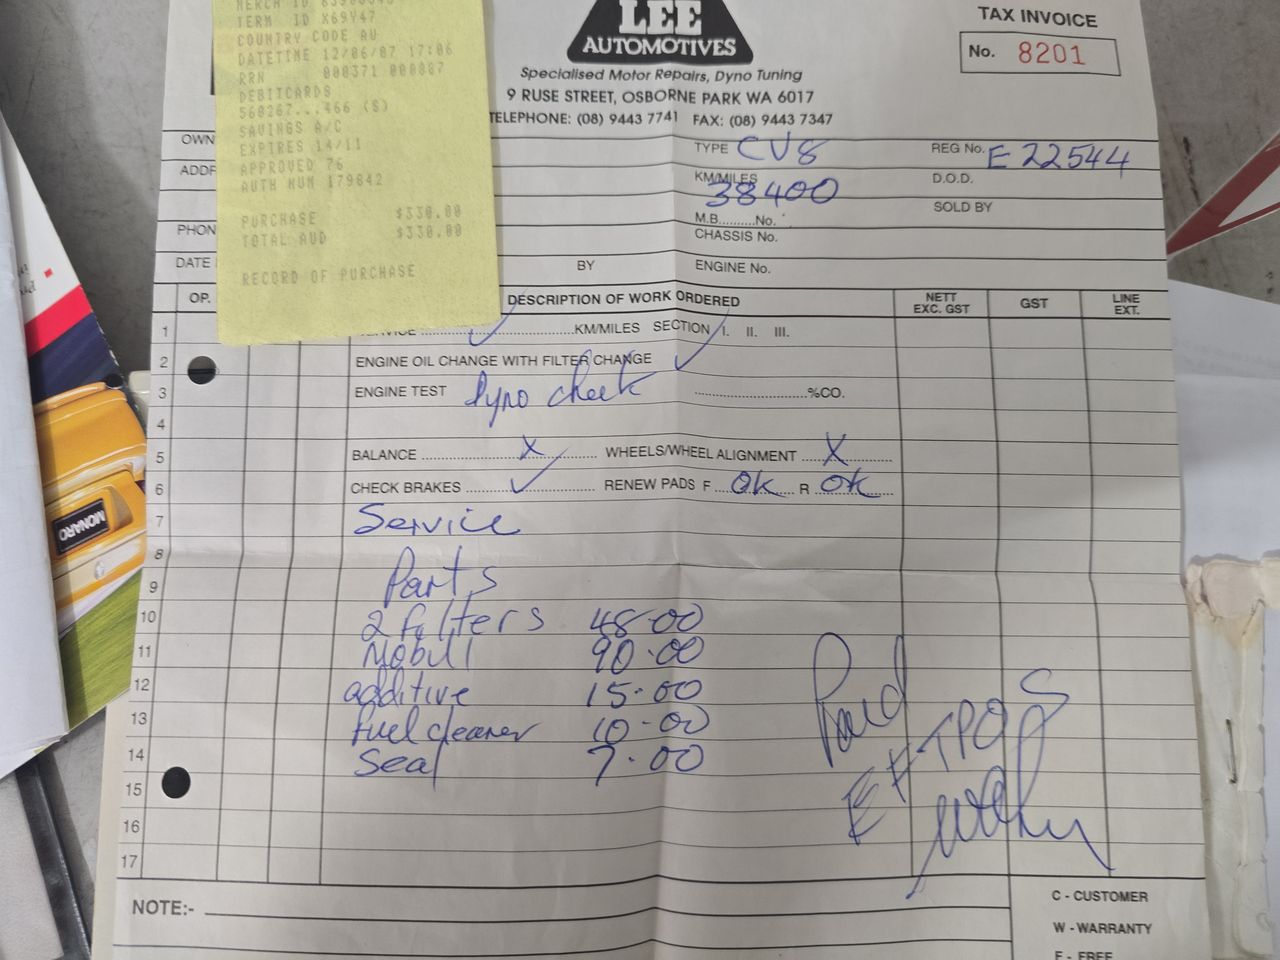 TERM ID X69Y47
COUNTRY CODE AU
DATETIME 12/06/07 17:06
RRN 000371 000887
DEBITCARDS
560267...466 (S)
SAVINGS A/C
EXPIRES 14/11
APPROVED 76
AUTH NUM 179842
PURCHASE $330.00
TOTAL AUD $330.00
RECORD OF PURCHASE
LEE
AUTOMOTIVES
Specialised Motor Repairs, Dyno Tuning
9 RUSE STREET, OSBORNE PARK WA 6017
TELEPHONE: (08) 9443 7741 FAX: (08) 9443 7347
TAX INVOICE
No. 8201
OWN
TYPE CV8 REG No. E22544
ADDR
KM/MILES 38400 D.O.D.
M.B.........No. SOLD BY
PHON
CHASSIS No.
DATE BY ENGINE No.
OP. DESCRIPTION OF WORK ORDERED NETT EXC. GST GST LINE EXT.
1 SERVICE ... KM/MILES SECTION I. II. III.
2 ENGINE OIL CHANGE WITH FILTER CHANGE
3 ENGINE TEST Dyno check %CO.
4
5 BALANCE X WHEELS/WHEEL ALIGNMENT X
6 CHECK BRAKES RENEW PADS F OK R OK
7 Service
8
9 Parts
10 2 filters 48-00
11 Mobil 1 90-00
12 additive 15-00
13 fuel cleaner 10-00
14 Seal 7-00
15
16
17
Paid
EFTPOS
NOTE:-
C - CUSTOMER
W - WARRANTY
F - FREE
MONARO